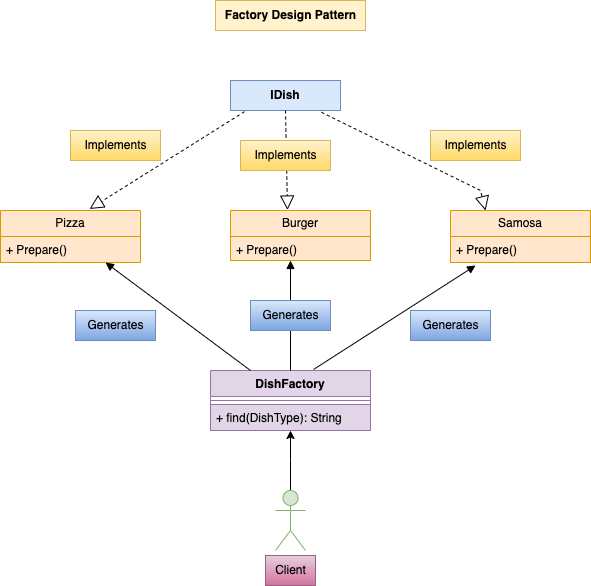 Factory Design Pattern
IDish
Implements
Implements
Implements
Pizza
+ Prepare()
Burger
+ Prepare()
Samosa
+ Prepare()
Generates
Generates
Generates
DishFactory
+ find(DishType): String
Client